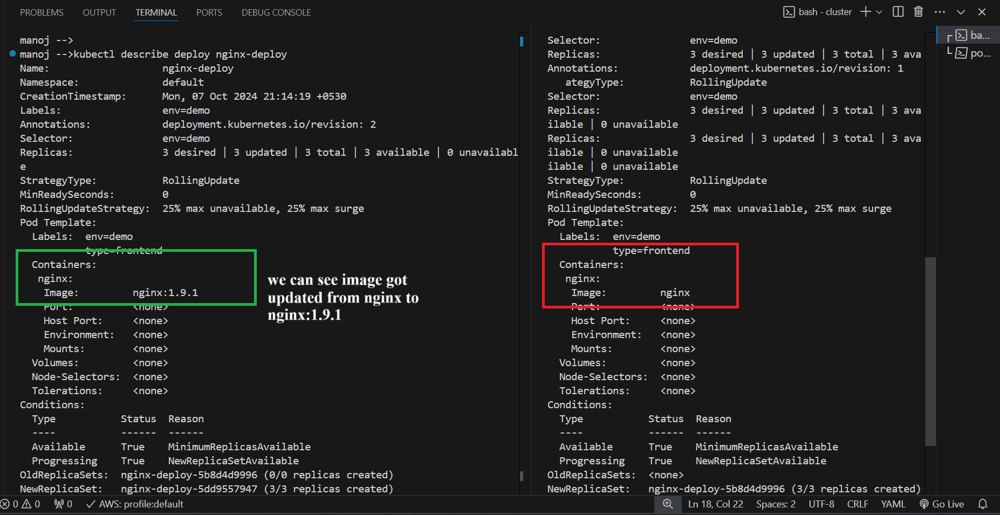 PROBLEMS OUTPUT TERMINAL PORTS DEBUG CONSOLE
bash - cluster
manoj -->
manoj -->kubectl describe deploy nginx-deploy
Name: nginx-deploy
Namespace: default
CreationTimestamp: Mon, 07 Oct 2024 21:14:19 +0530
Labels: env=demo
Annotations: deployment.kubernetes.io/revision: 2
Selector: env=demo
Replicas: 3 desired | 3 updated | 3 total | 3 available | 0 unavailabl
e
StrategyType: RollingUpdate
MinReadySeconds: 0
RollingUpdateStrategy: 25% max unavailable, 25% max surge
Pod Template:
Labels: env=demo
type=frontend
Containers:
nginx:
Image: nginx:1.9.1
Port: <none>
Host Port: <none>
Environment: <none>
Mounts: <none>
Volumes: <none>
Node-Selectors: <none>
Tolerations: <none>
Conditions:
Type Status Reason
---- ------ ------
Available True MinimumReplicasAvailable
Progressing True NewReplicaSetAvailable
OldReplicaSets: nginx-deploy-5b8d4d9996 (0/0 replicas created)
NewReplicaSet: nginx-deploy-5dd9557947 (3/3 replicas created)
we can see image got
updated from nginx to
nginx:1.9.1
Selector: env=demo
Replicas: 3 desired | 3 updated | 3 total | 3 ava
Annotations: deployment.kubernetes.io/revision: 1
ategyType: RollingUpdate
Selector: env=demo
Replicas: 3 desired | 3 updated | 3 total | 3 ava
ilable | 0 unavailable
Replicas: 3 desired | 3 updated | 3 total | 3 ava
ilable | 0 unavailable
ilable | 0 unavailable
StrategyType: RollingUpdate
MinReadySeconds: 0
RollingUpdateStrategy: 25% max unavailable, 25% max surge
Pod Template:
Labels: env=demo
type=frontend
Containers:
nginx:
Image: nginx
Port: <none>
Host Port: <none>
Environment: <none>
Mounts: <none>
Volumes: <none>
Node-Selectors: <none>
Tolerations: <none>
Conditions:
Type Status Reason
---- ------ ------
Available True MinimumReplicasAvailable
Progressing True NewReplicaSetAvailable
OldReplicaSets: <none>
NewReplicaSet: nginx-deploy-5b8d4d9996 (3/3 replicas created)
ba...
po...
0 0 0 AWS: profile:default
Ln 18, Col 22 Spaces: 2 UTF-8 CRLF YAML Go Live